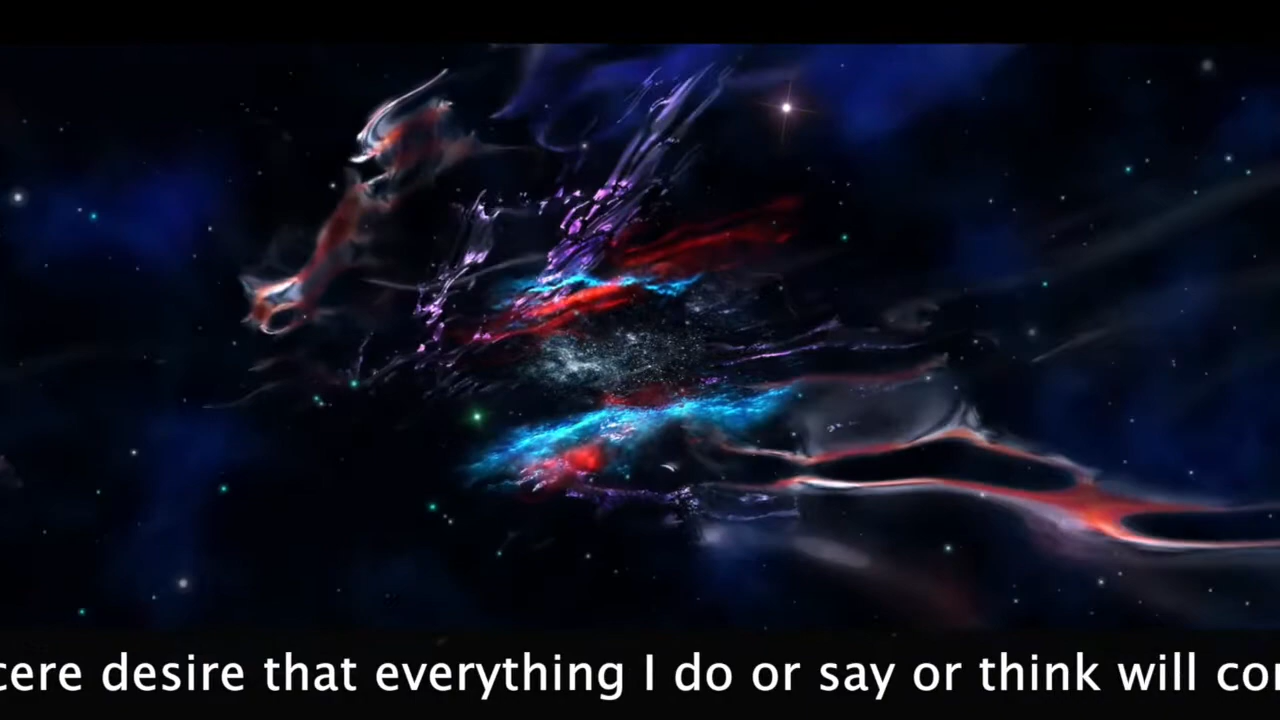 cere desire that everything I do or say or think will co